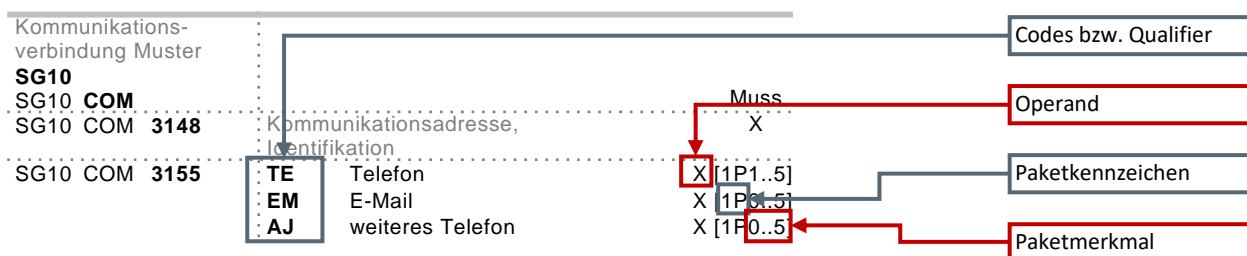 Kommunikations-
verbindung Muster
Codes bzw. Qualifier
SG10
SG10 COM Muss
Operand
SG10 COM 3148 Kommunikationsadresse, X
Identifikation
SG10 COM 3155 TE Telefon X [1P1..5]
Paketkennzeichen
EM E-Mail X [1P0..5]
AJ weiteres Telefon X [1P0..5]
Paketmerkmal